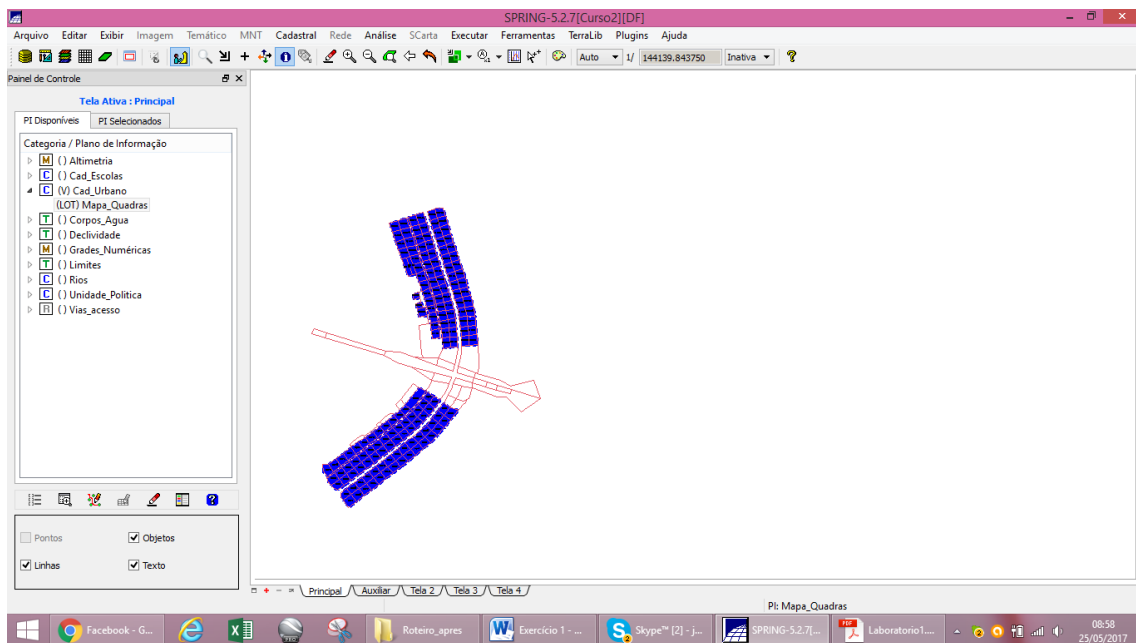 SPRING-5.2.7[Curso2][DF]
Arquivo Editar Exibir Imagem Temático MNT Cadastral Rede Análise SCarta Executar Ferramentas TerraLib Plugins Ajuda
Auto 1/ 144139.843750 Inativa
Painel de Controle
Tela Ativa : Principal
PI Disponíveis PI Selecionados
Categoria / Plano de Informação
M () Altimetria
C () Cad_Escolas
C (V) Cad_Urbano
(LOT) Mapa_Quadras
T () Corpos_Agua
T () Declividade
M () Grades_Numéricas
T () Limites
C () Rios
C () Unidade_Politica
R () Vias_acesso
Pontos Objetos
Linhas Texto
Principal Auxiliar Tela 2 Tela 3 Tela 4
PI: Mapa_Quadras
Facebook - G... Roteiro_apres Exercício 1 - ... Skype™ [2] - j... SPRING-5.2.7[... Laboratorio1....
08:58
25/05/2017